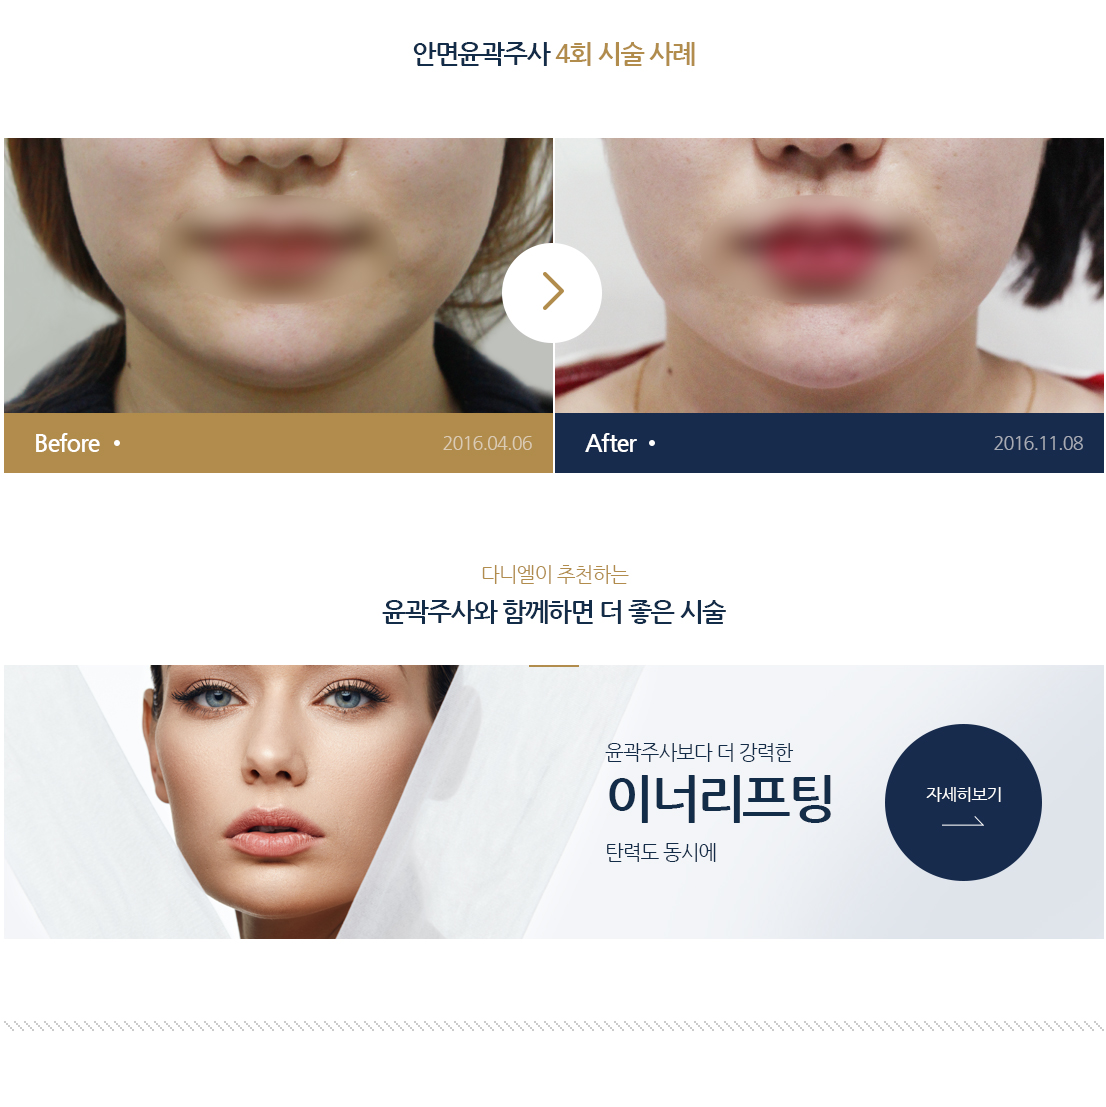 안면윤곽주사 4회 시술 사례
Before •
2016.04.06
After •
2016.11.08
다니엘이 추천하는
윤곽주사와 함께하면 더 좋은 시술
윤곽주사보다 더 강력한
이너리프팅
탄력도 동시에
자세히보기